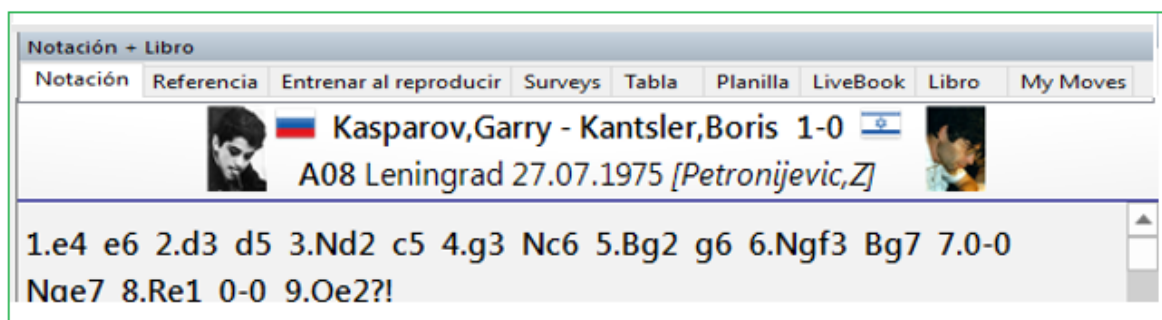 Notación + Libro
Notación Referencia Entrenar al reproducir Surveys Tabla Planilla LiveBook Libro My Moves
Kasparov,Garry - Kantsler,Boris 1-0
A08 Leningrad 27.07.1975 [Petronijevic,Z]
1.e4 e6 2.d3 d5 3.Nd2 c5 4.g3 Nc6 5.Bg2 g6 6.Ngf3 Bg7 7.0-0
Nge7 8.Re1 0-0 9.Qe2?!